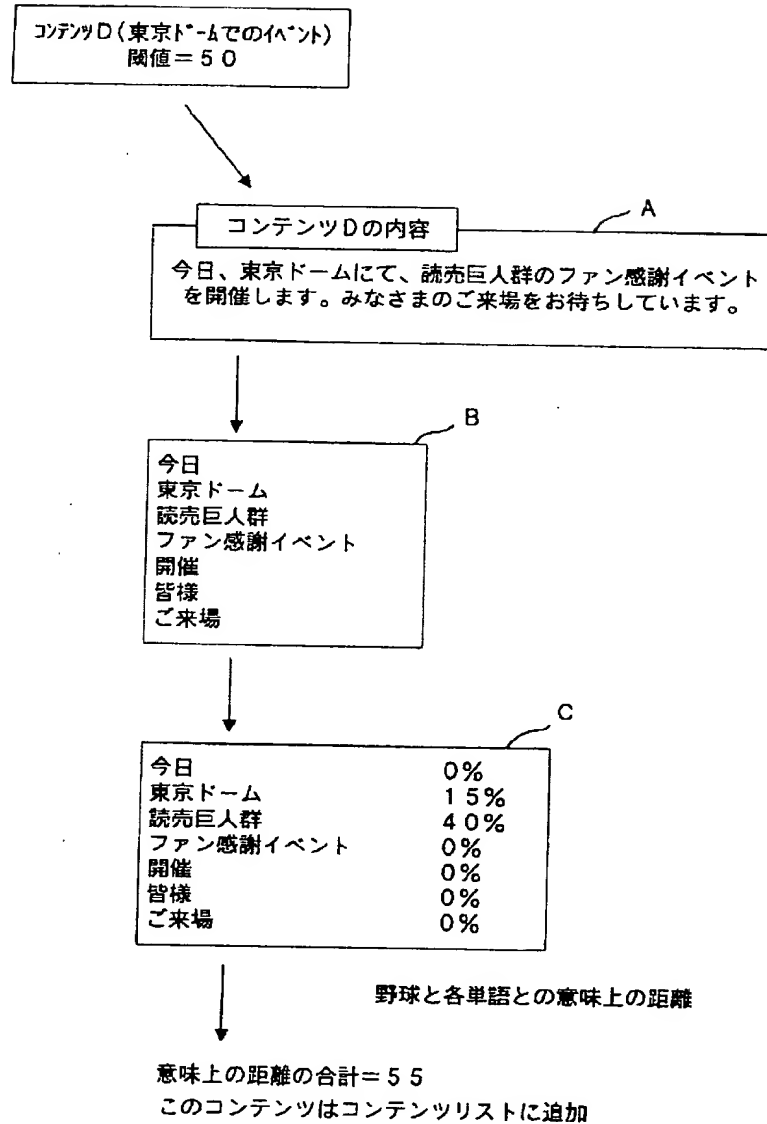 コンテンツD(東京ドームでのイベント)
閾値=50
A
コンテンツDの内容
今日、東京ドームにて、読売巨人群のファン感謝イベント
を開催します。みなさまのご来場をお待ちしています。
B
今日
東京ドーム
読売巨人群
ファン感謝イベント
開催
皆様
ご来場
C
今日 0%
東京ドーム 15%
読売巨人群 40%
ファン感謝イベント 0%
開催 0%
皆様 0%
ご来場 0%
野球と各単語との意味上の距離
意味上の距離の合計=55
このコンテンツはコンテンツリストに追加